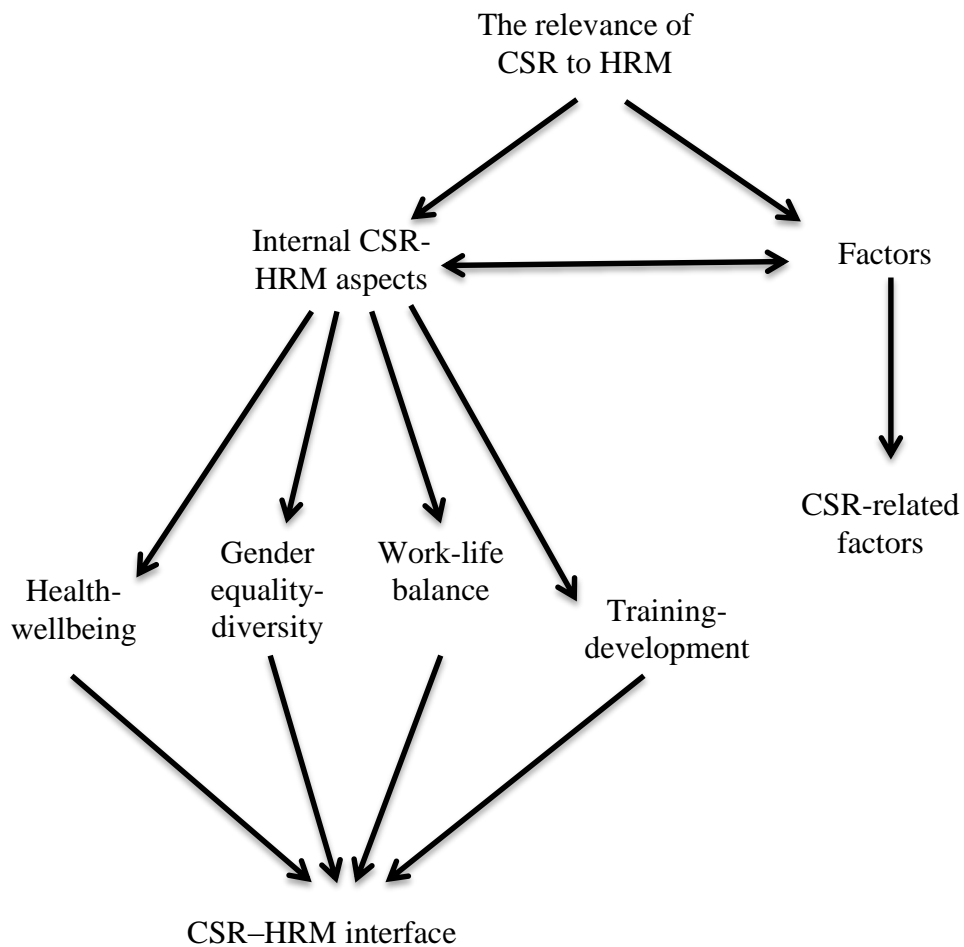 The relevance of
CSR to HRM
Internal CSR-
HRM aspects
Factors
CSR-related
factors
Health-
wellbeing
Gender
equality-
diversity
Work-life
balance
Training-
development
CSR–HRM interface